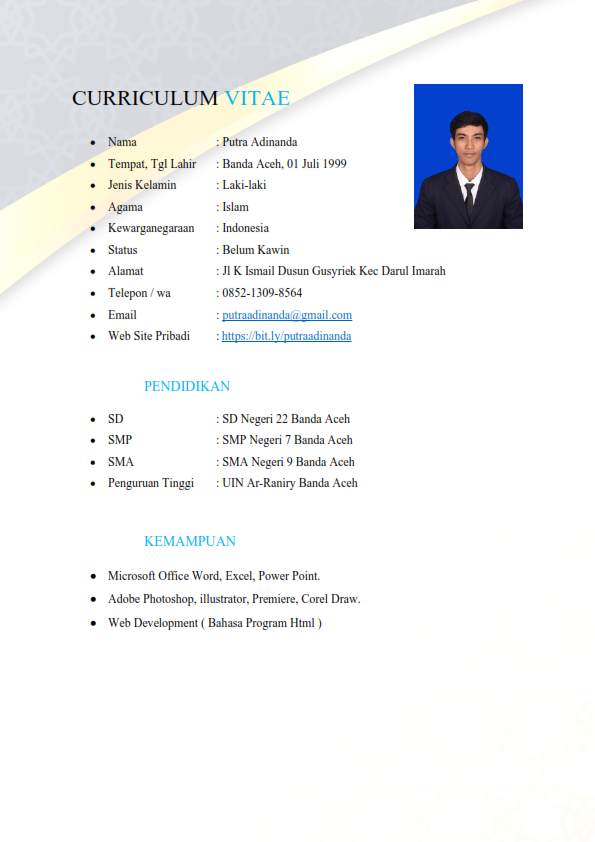 CURRICULUM VITAE
• Nama : Putra Adinanda
• Tempat, Tgl Lahir : Banda Aceh, 01 Juli 1999
• Jenis Kelamin : Laki-laki
• Agama : Islam
• Kewarganegaraan : Indonesia
• Status : Belum Kawin
• Alamat : Jl K Ismail Dusun Gusyriek Kec Darul Imarah
• Telepon / wa : 0852-1309-8564
• Email : putraadinanda@gmail.com
• Web Site Pribadi : https://bit.ly/putraadinanda
PENDIDIKAN
• SD : SD Negeri 22 Banda Aceh
• SMP : SMP Negeri 7 Banda Aceh
• SMA : SMA Negeri 9 Banda Aceh
• Penguruan Tinggi : UIN Ar-Raniry Banda Aceh
KEMAMPUAN
• Microsoft Office Word, Excel, Power Point.
• Adobe Photoshop, illustrator, Premiere, Corel Draw.
• Web Development ( Bahasa Program Html )